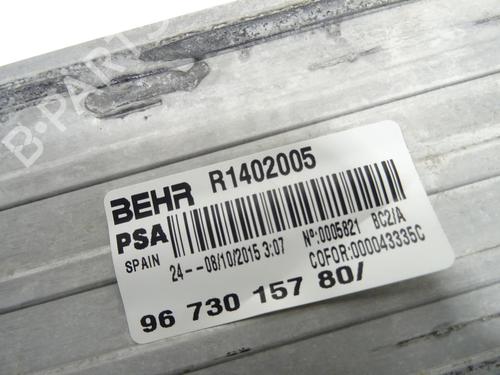 B-PARTS
BEHR R1402005
PSA
SPAIN
24--08/10/2015 3:07
Nº:0005821 BC2/A
COFOR:000043335C
96 730 157 80/